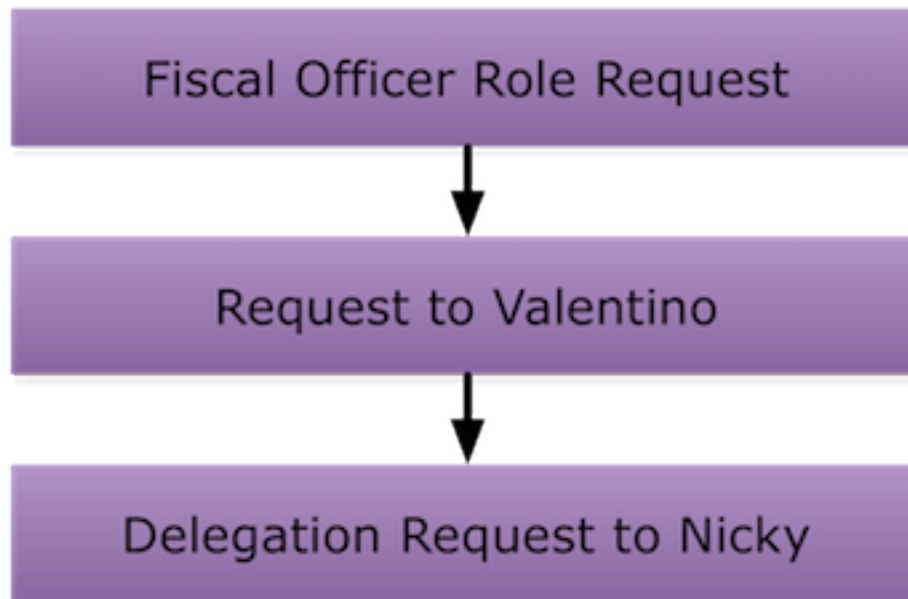 Fiscal Officer Role Request
Request to Valentino
Delegation Request to Nicky